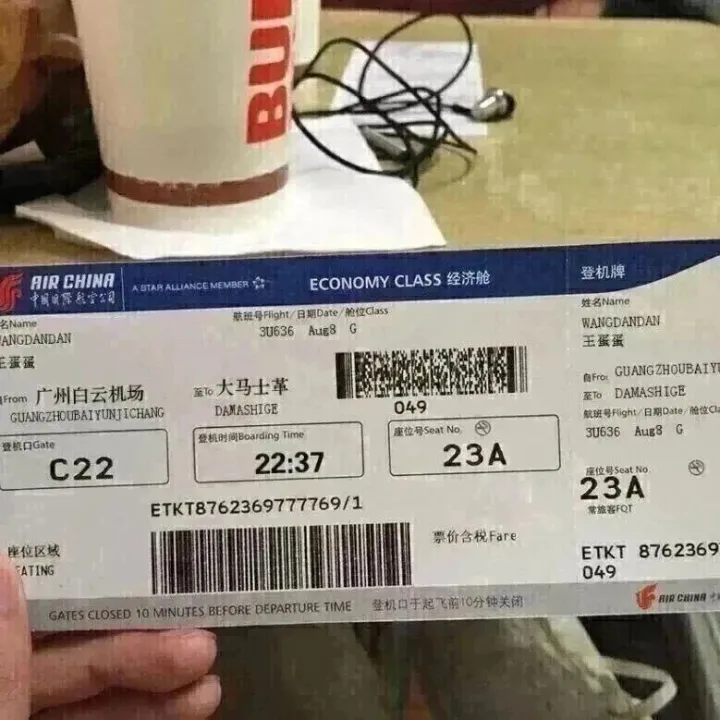 BU
AIR CHINA
中国国际航空公司
A STAR ALLIANCE MEMBER
ECONOMY CLASS 经济舱
登机牌
名Name
WANGDANDAN
王蛋蛋
航班号Flight/日期Date/舱位Class
3U636 Aug8 G
自From 广州白云机场
GUANGZHOUBAIYUNJICHANG
至To 大马士革
DAMASHIGE
049
登机口Gate
C22
登机时间Boarding Time
22:37
座位号Seat No.
23A
ETKT8762369777769/1
座位区域
票价含税Fare
GATES CLOSED 10 MINUTES BEFORE DEPARTURE TIME 登机口于起飞前10分钟关闭
姓名Name
WANGDANDAN
王蛋蛋
GUANGZHOUBAIYU
至To DAMASHIGE
航班号Flight/日期Date/舱位Cla
3U636 Aug8 G
座位号Seat No
23A
常旅客FQT
ETKT 8762369
049
AIR CHINA